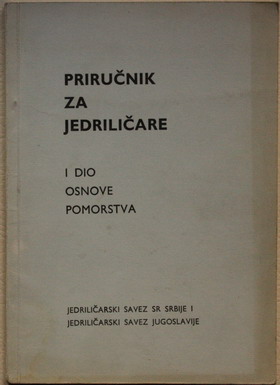 PRIRUČNIK
ZA
JEDRILIČARE
I DIO
OSNOVE
POMORSTVA
JEDRILIČARSKI SAVEZ SR SRBIJE I
JEDRILIČARSKI SAVEZ JUGOSLAVIJE